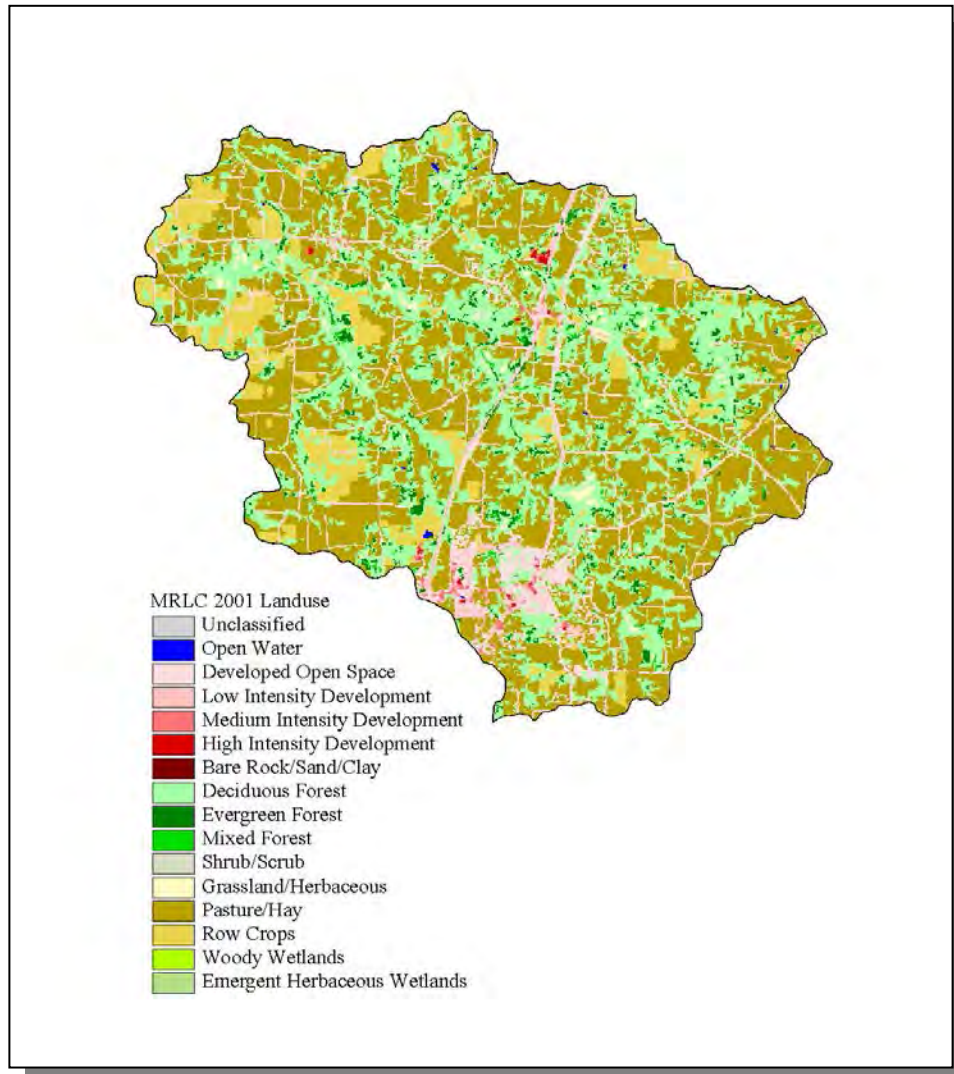 MRLC 2001 Landuse
Unclassified
Open Water
Developed Open Space
Low Intensity Development
Medium Intensity Development
High Intensity Development
Bare Rock/Sand/Clay
Deciduous Forest
Evergreen Forest
Mixed Forest
Shrub/Scrub
Grassland/Herbaceous
Pasture/Hay
Row Crops
Woody Wetlands
Emergent Herbaceous Wetlands